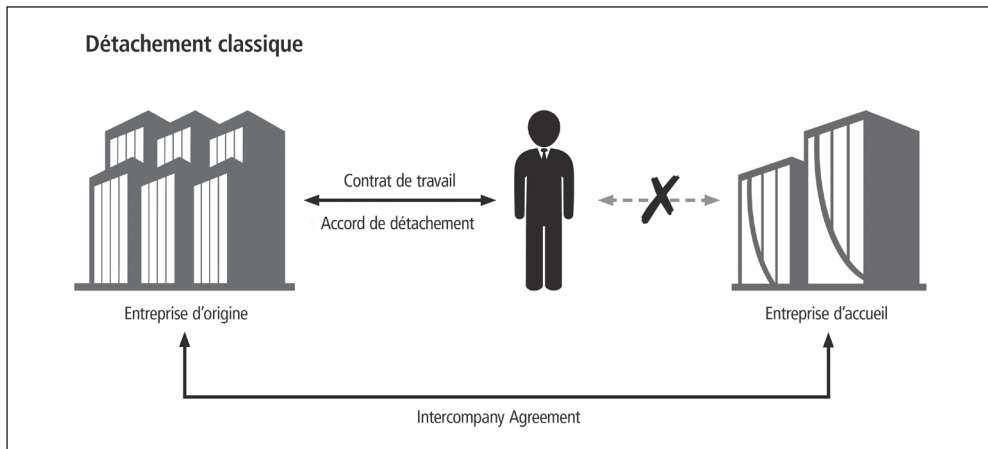 Détachement classique
Contrat de travail
Accord de détachement
Entreprise d'origine
Entreprise d'accueil
Intercompany Agreement